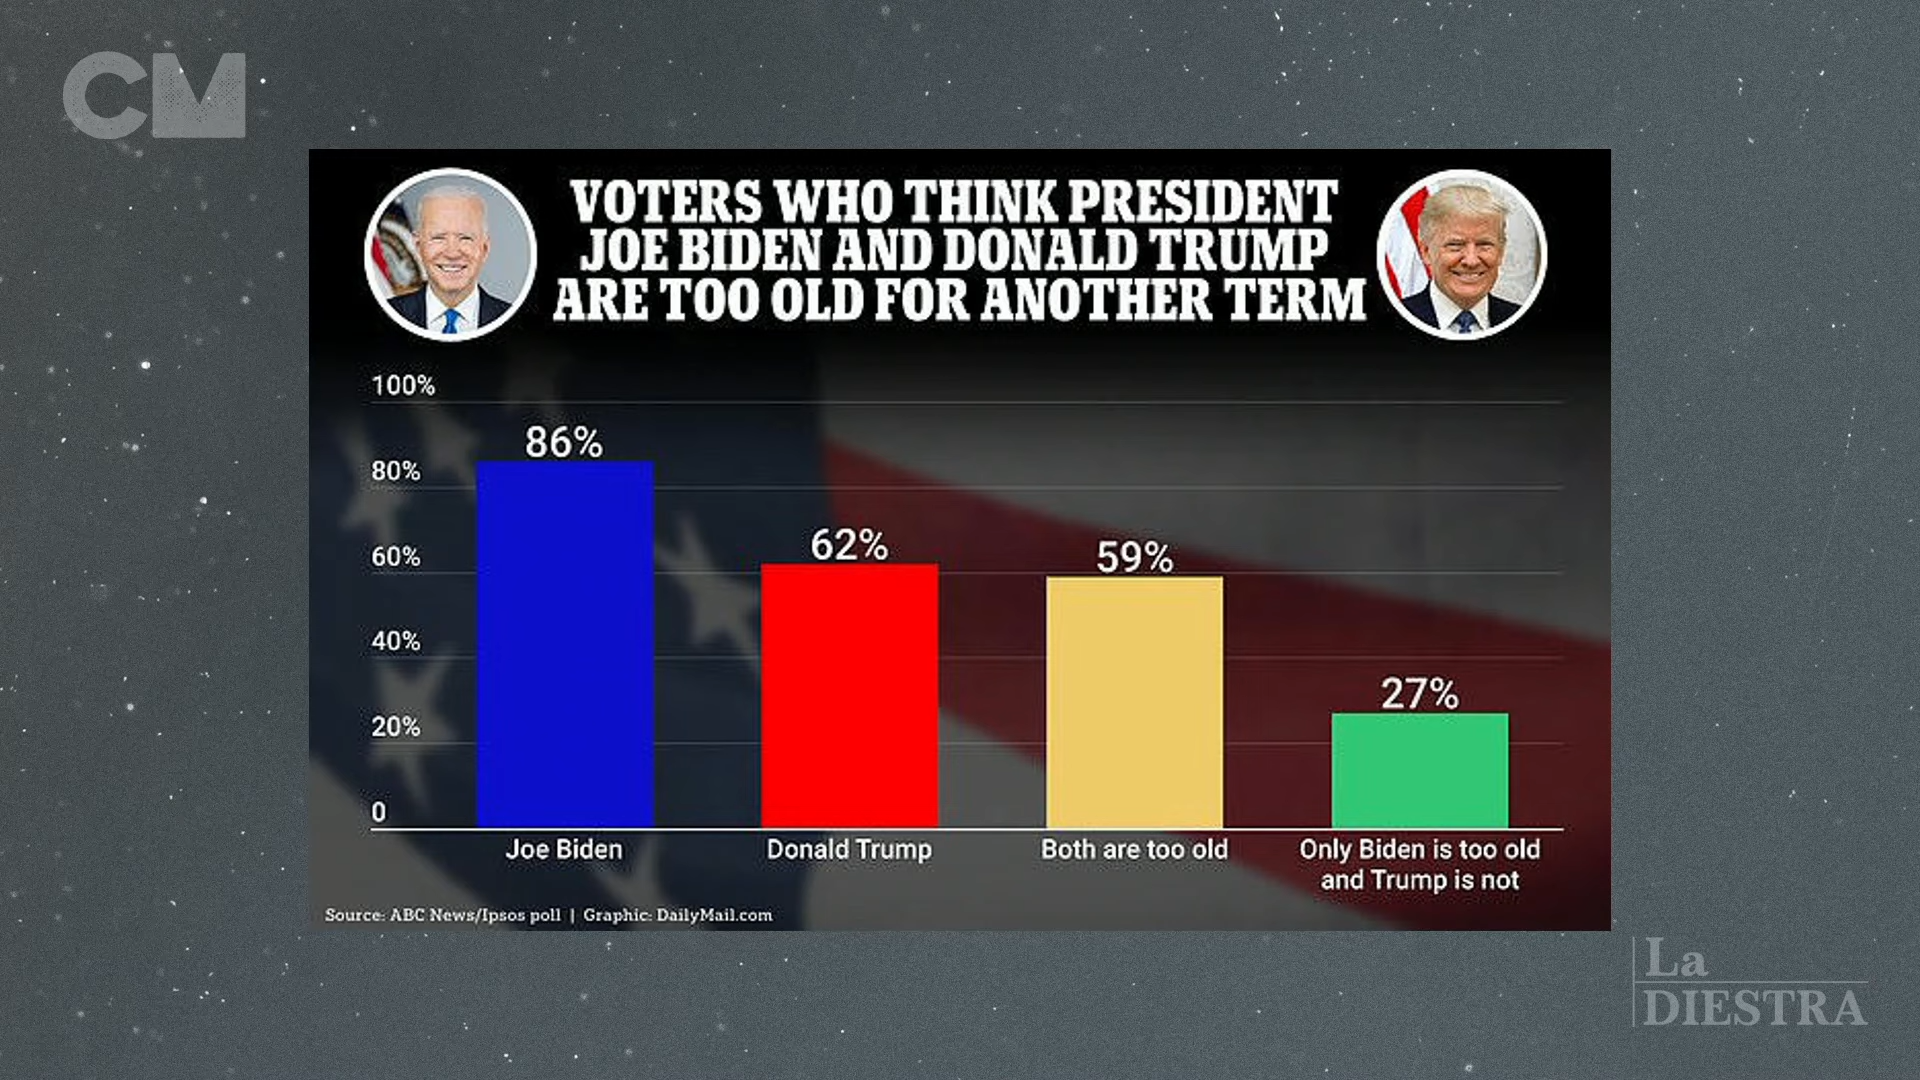 CM
VOTERS WHO THINK PRESIDENT
JOE BIDEN AND DONALD TRUMP
ARE TOO OLD FOR ANOTHER TERM
100%
80%
60%
40%
20%
0
86%
62%
59%
27%
Joe Biden
Donald Trump
Both are too old
Only Biden is too old
and Trump is not
Source: ABC News/Ipsos poll | Graphic: DailyMail.com
La
DIESTRA